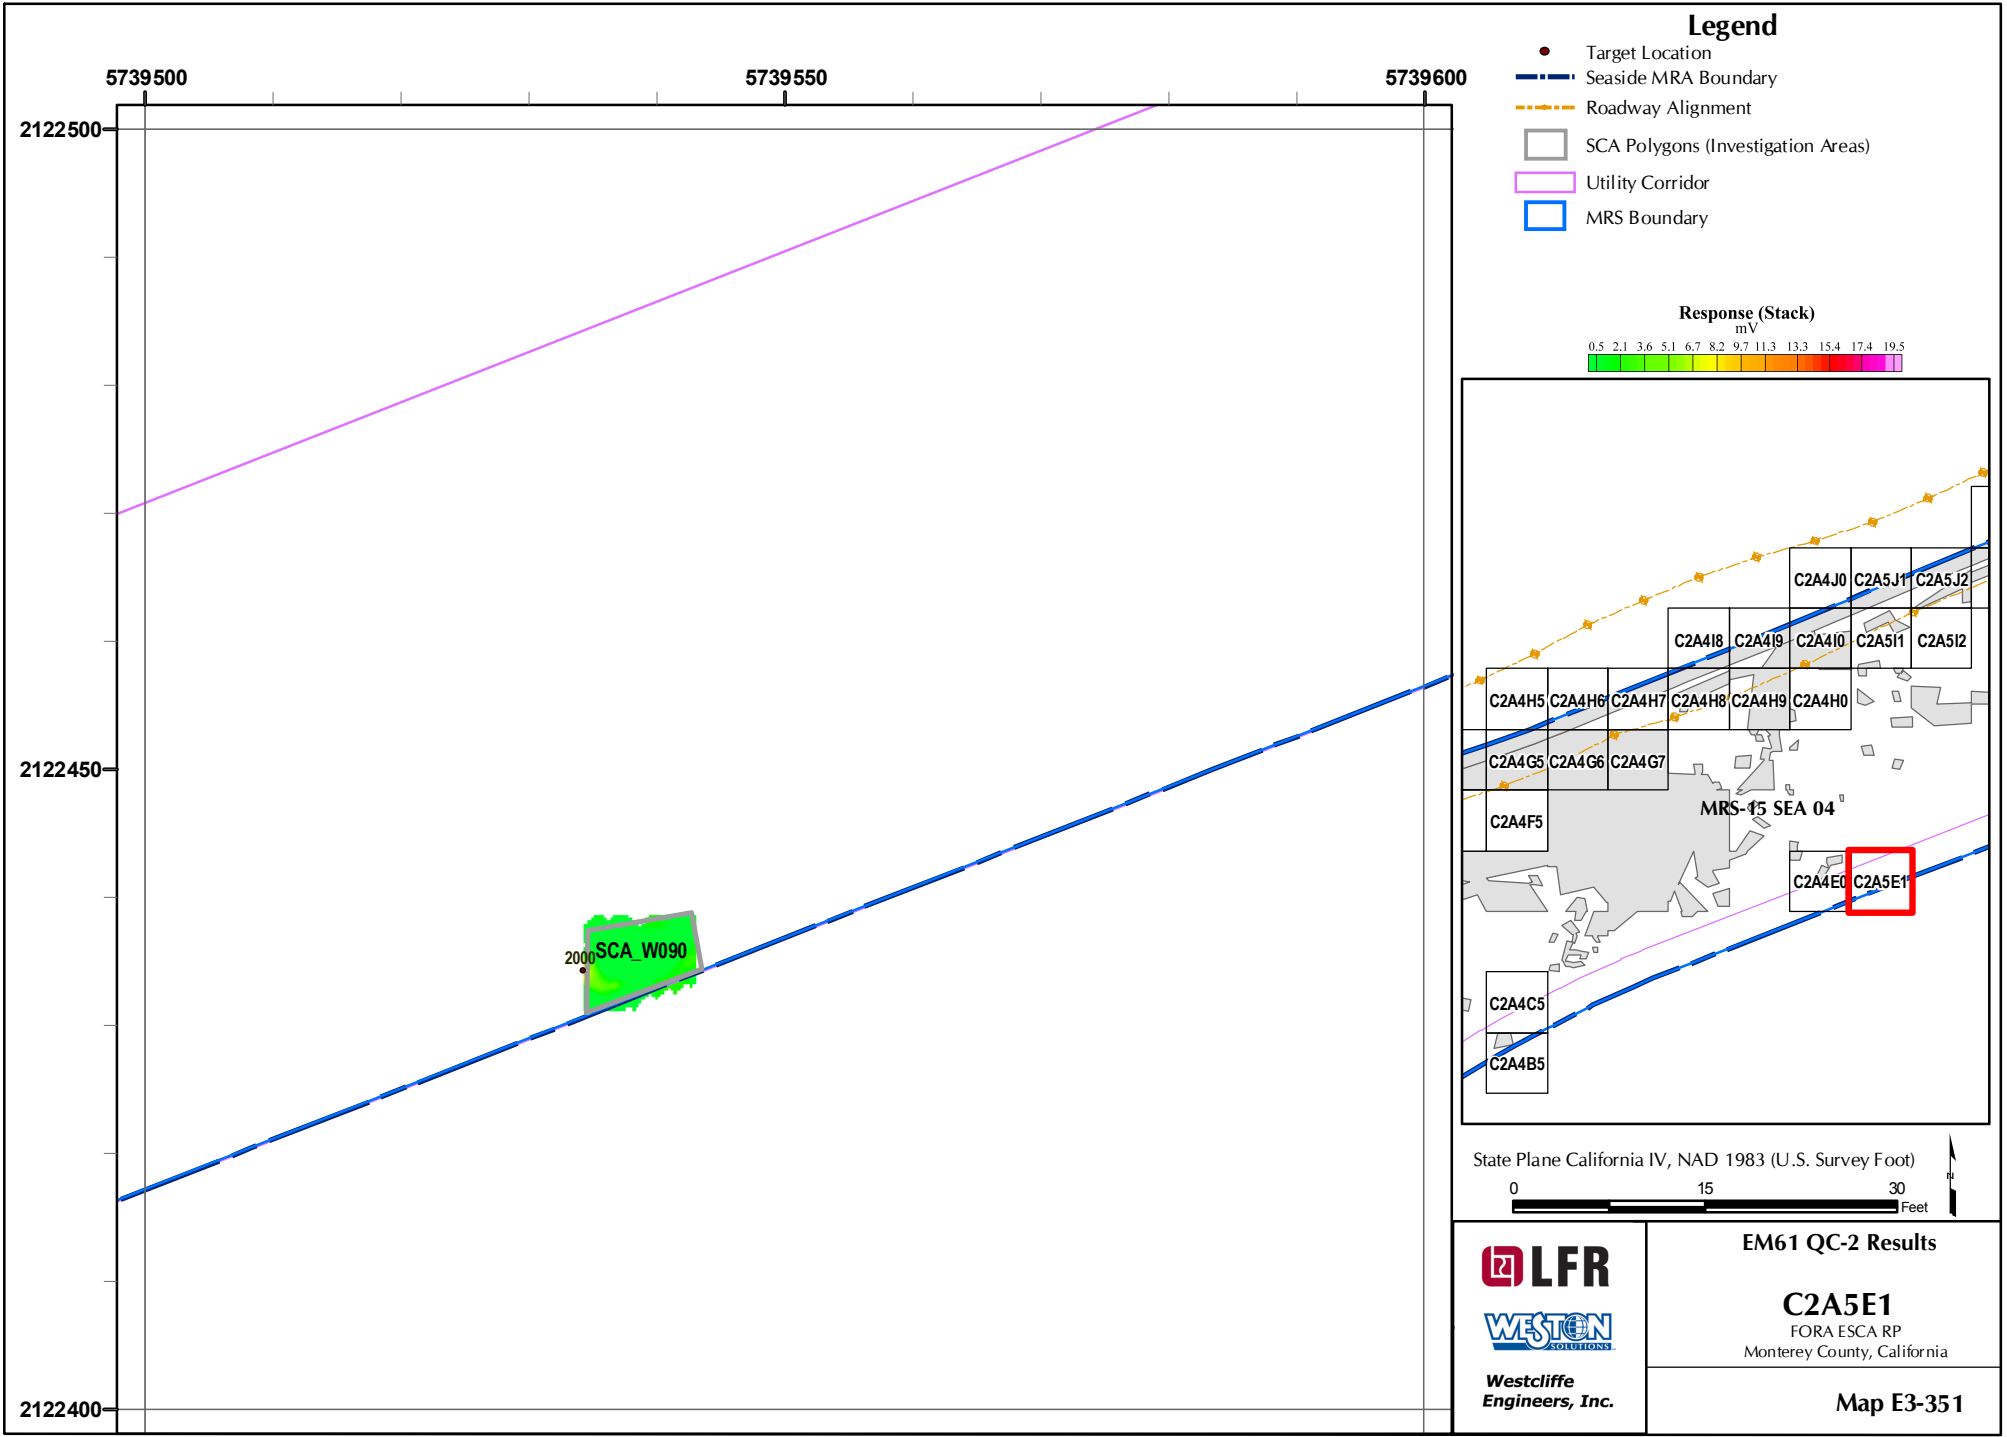 Legend
Target Location
Seaside MRA Boundary
Roadway Alignment
SCA Polygons (Investigation Areas)
Utility Corridor
MRS Boundary
5739500 5739550 5739600
2122500
2122450
2122400
2000
SCA_W090
Response (Stack)
mV
0.5 2.1 3.6 5.1 6.7 8.2 9.7 11.3 13.3 15.4 17.4 19.5
C2A4J0 C2A5J1 C2A5J2
C2A4I8 C2A4I9 C2A4I0 C2A5I1 C2A5I2
C2A4H5 C2A4H6 C2A4H7 C2A4H8 C2A4H9 C2A4H0
C2A4G5 C2A4G6 C2A4G7
MRS-15 SEA 04
C2A4F5
C2A4E0 C2A5E1
C2A4C5
C2A4B5
State Plane California IV, NAD 1983 (U.S. Survey Foot)
0 15 30
Feet
N
LFR
WESTON
SOLUTIONS
Westcliffe
Engineers, Inc.
EM61 QC-2 Results
C2A5E1
FORA ESCA RP
Monterey County, California
Map E3-351